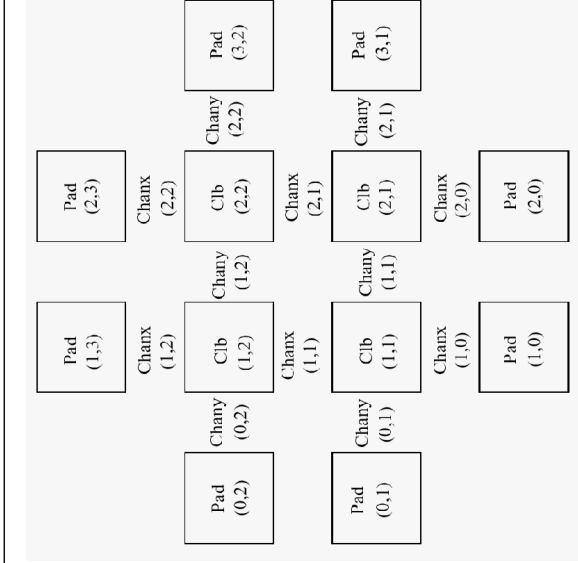 Pad
(1,3)
Pad
(2,3)
Chanx
(1,2)
Chanx
(2,2)
Pad
(0,2)
Chany
(0,2)
Clb
(1,2)
Chany
(1,2)
Clb
(2,2)
Chany
(2,2)
Pad
(3,2)
Chanx
(1,1)
Chanx
(2,1)
Pad
(0,1)
Chany
(0,1)
Clb
(1,1)
Chany
(1,1)
Clb
(2,1)
Chany
(2,1)
Pad
(3,1)
Chanx
(1,0)
Chanx
(2,0)
Pad
(1,0)
Pad
(2,0)